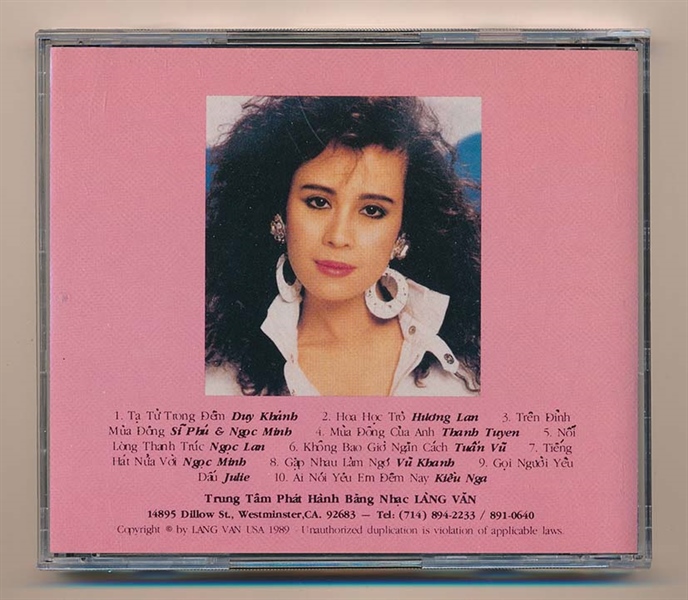 1. Tạ Từ Trong Đêm Duy Khánh 2. Hoa Học Trò Hương Lan 3. Trên Đỉnh
Mùa Đông Sĩ Phú & Ngọc Minh 4. Mùa Đông Của Anh Thanh Tuyen 5. Nỗi
Lòng Thanh Trúc Ngọc Lan 6. Không Bao Giờ Ngăn Cách Tuấn Vũ 7. Tiếng
Hát Nửa Vời Ngọc Minh 8. Gặp Nhau Làm Ngơ Vũ Khanh 9. Gọi Người Yêu
Dấu Julie 10. Ai Nói Yêu Em Đêm Nay Kiều Nga
Trung Tâm Phát Hành Băng Nhạc LÀNG VĂN
14895 Dillow St., Westminster,CA. 92683 — Tel: (714) 894-2233 / 891-0640
Copyright © by LANG VAN USA 1989 - Unauthorized duplication is violation of applicable laws.